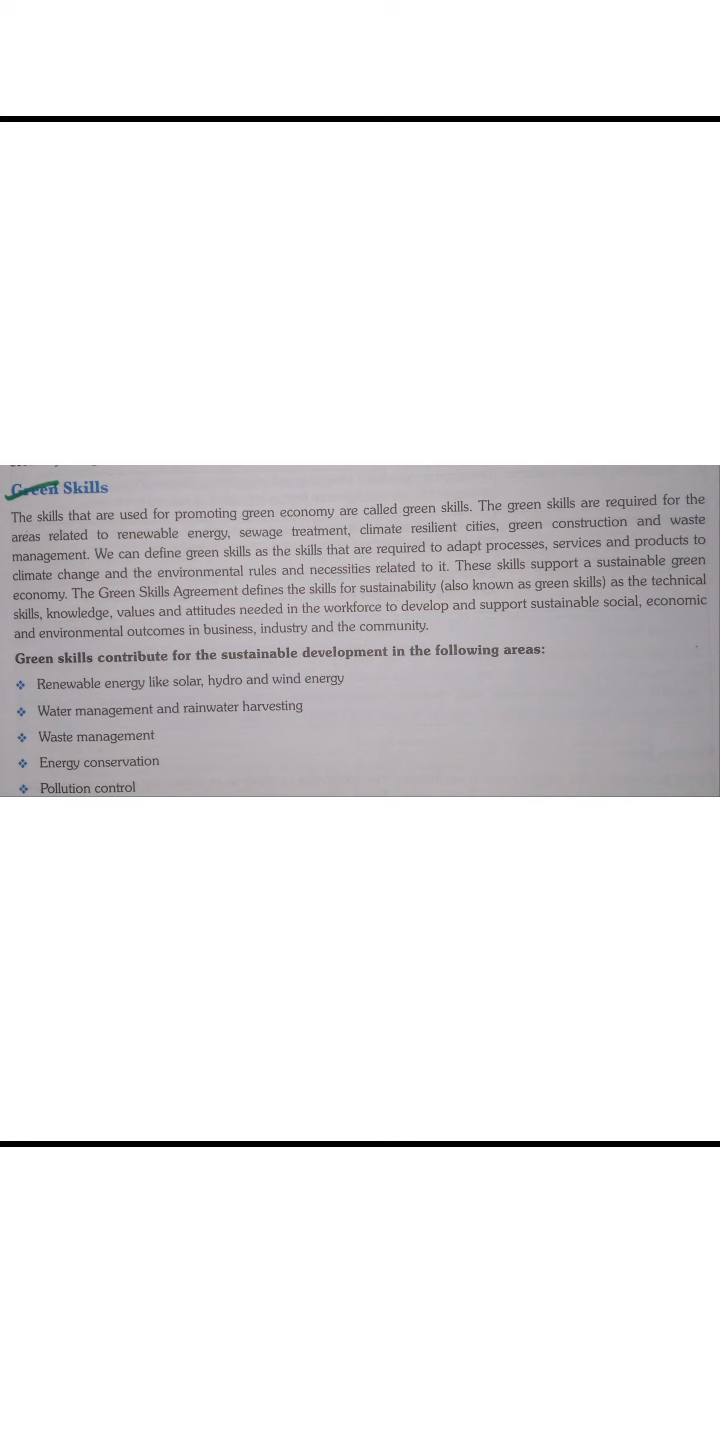 Green Skills
The skills that are used for promoting green economy are called green skills. The green skills are required for the
areas related to renewable energy, sewage treatment, climate resilient cities, green construction and waste
management. We can define green skills as the skills that are required to adapt processes, services and products to
climate change and the environmental rules and necessities related to it. These skills support a sustainable green
economy. The Green Skills Agreement defines the skills for sustainability (also known as green skills) as the technical
skills, knowledge, values and attitudes needed in the workforce to develop and support sustainable social, economic
and environmental outcomes in business, industry and the community.
Green skills contribute for the sustainable development in the following areas:
❖ Renewable energy like solar, hydro and wind energy
❖ Water management and rainwater harvesting
❖ Waste management
❖ Energy conservation
❖ Pollution control